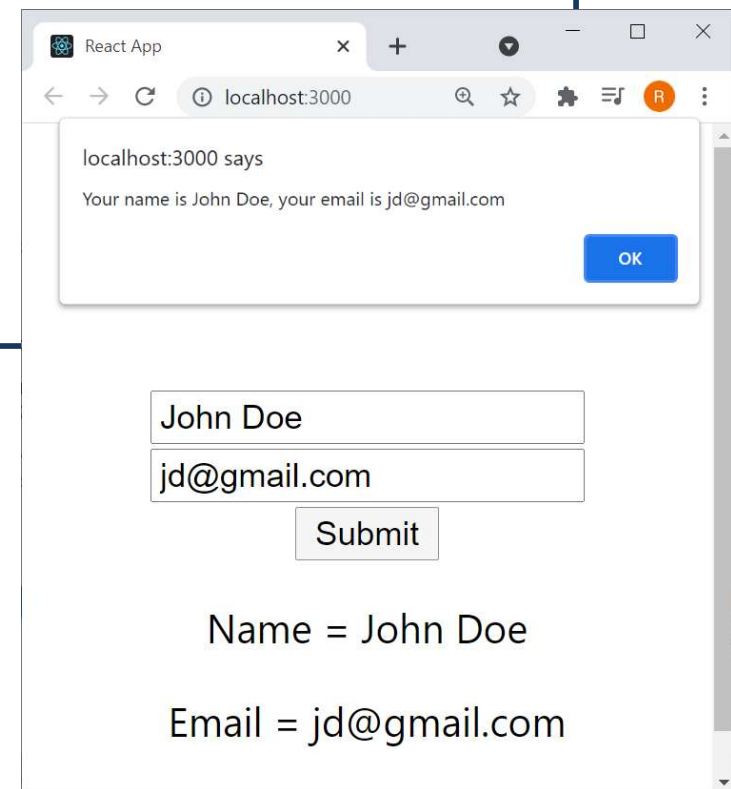 React App
localhost:3000
R
localhost:3000 says
Your name is John Doe, your email is jd@gmail.com
OK
John Doe
jd@gmail.com
Submit
Name = John Doe
Email = jd@gmail.com